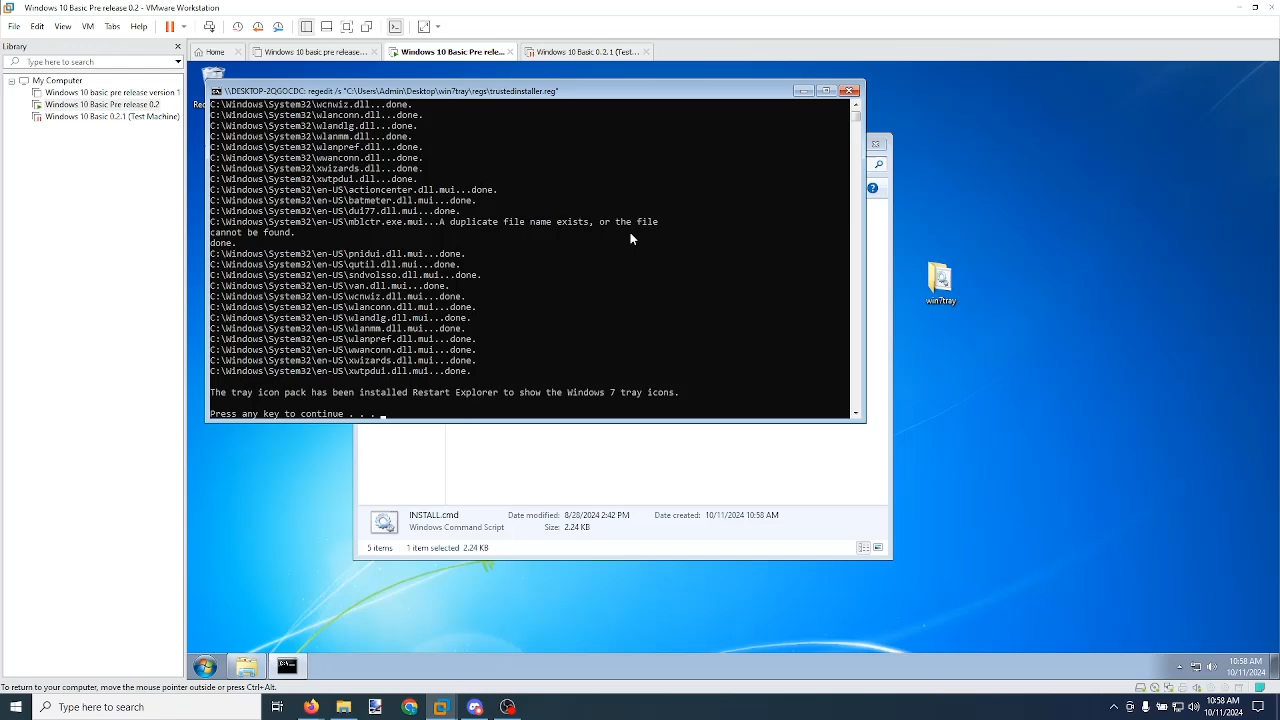 Windows 10 Basic Pre release 0.2 - VMware Workstation
File Edit View VM Tabs Help
Library
Type here to search
My Computer
Windows 10 basic pre release version 1
Windows 10 Basic Pre release 0.2
Windows 10 Basic 0.2.1 (Test Machine)
Home
Windows 10 basic pre release...
Windows 10 Basic Pre rele...
Windows 10 Basic 0.2.1 (Test...
\\DESKTOP-2QGOCDC: regedit /s "C:\Users\Admin\Desktop\win7tray\regs\trustedinstaller.reg"
C:\Windows\System32\wcnwiz.dll...done.
C:\Windows\System32\wlanconn.dll...done.
C:\Windows\System32\wlandlg.dll...done.
C:\Windows\System32\wlanmm.dll...done.
C:\Windows\System32\wlanpref.dll...done.
C:\Windows\System32\wwanconn.dll...done.
C:\Windows\System32\xwizards.dll...done.
C:\Windows\System32\xwtpdui.dll...done.
C:\Windows\System32\en-US\actioncenter.dll.mui...done.
C:\Windows\System32\en-US\batmeter.dll.mui...done.
C:\Windows\System32\en-US\dui77.dll.mui...done.
C:\Windows\System32\en-US\mblctr.exe.mui...A duplicate file name exists, or the file
cannot be found.
done.
C:\Windows\System32\en-US\pnidui.dll.mui...done.
C:\Windows\System32\en-US\qutil.dll.mui...done.
C:\Windows\System32\en-US\sndvolsso.dll.mui...done.
C:\Windows\System32\en-US\van.dll.mui...done.
C:\Windows\System32\en-US\wcnwiz.dll.mui...done.
C:\Windows\System32\en-US\wlanconn.dll.mui...done.
C:\Windows\System32\en-US\wlandlg.dll.mui...done.
C:\Windows\System32\en-US\wlanmm.dll.mui...done.
C:\Windows\System32\en-US\wlanpref.dll.mui...done.
C:\Windows\System32\en-US\wwanconn.dll.mui...done.
C:\Windows\System32\en-US\xwizards.dll.mui...done.
C:\Windows\System32\en-US\xwtpdui.dll.mui...done.
The tray icon pack has been installed Restart Explorer to show the Windows 7 tray icons.
Press any key to continue . . .
win7tray
INSTALL.cmd Date modified: 8/28/2024 2:42 PM Date created: 10/11/2024 10:58 AM
Windows Command Script Size: 2.24 KB
5 items 1 item selected 2.24 KB
10:58 AM
10/11/2024
To return to your computer, move the mouse pointer outside or press Ctrl+Alt.
Type here to search
10:58 AM
10/11/2024